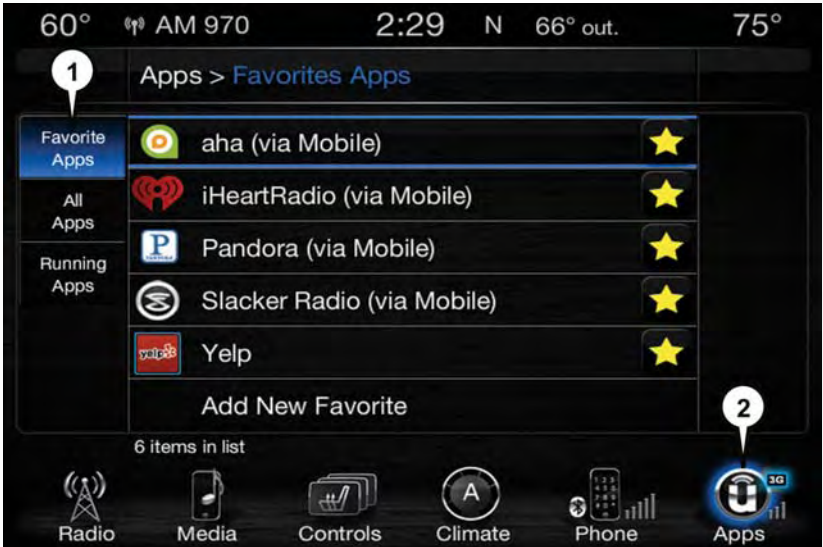 60° AM 970 2:29 N 66° out. 75°
1
Apps > Favorites Apps
Favorite
Apps
aha (via Mobile)
All
Apps
iHeartRadio (via Mobile)
P
Pandora (via Mobile)
Running
Apps
Slacker Radio (via Mobile)
yelp
Yelp
Add New Favorite
2
6 items in list
A
3G
Radio Media Controls Climate Phone Apps